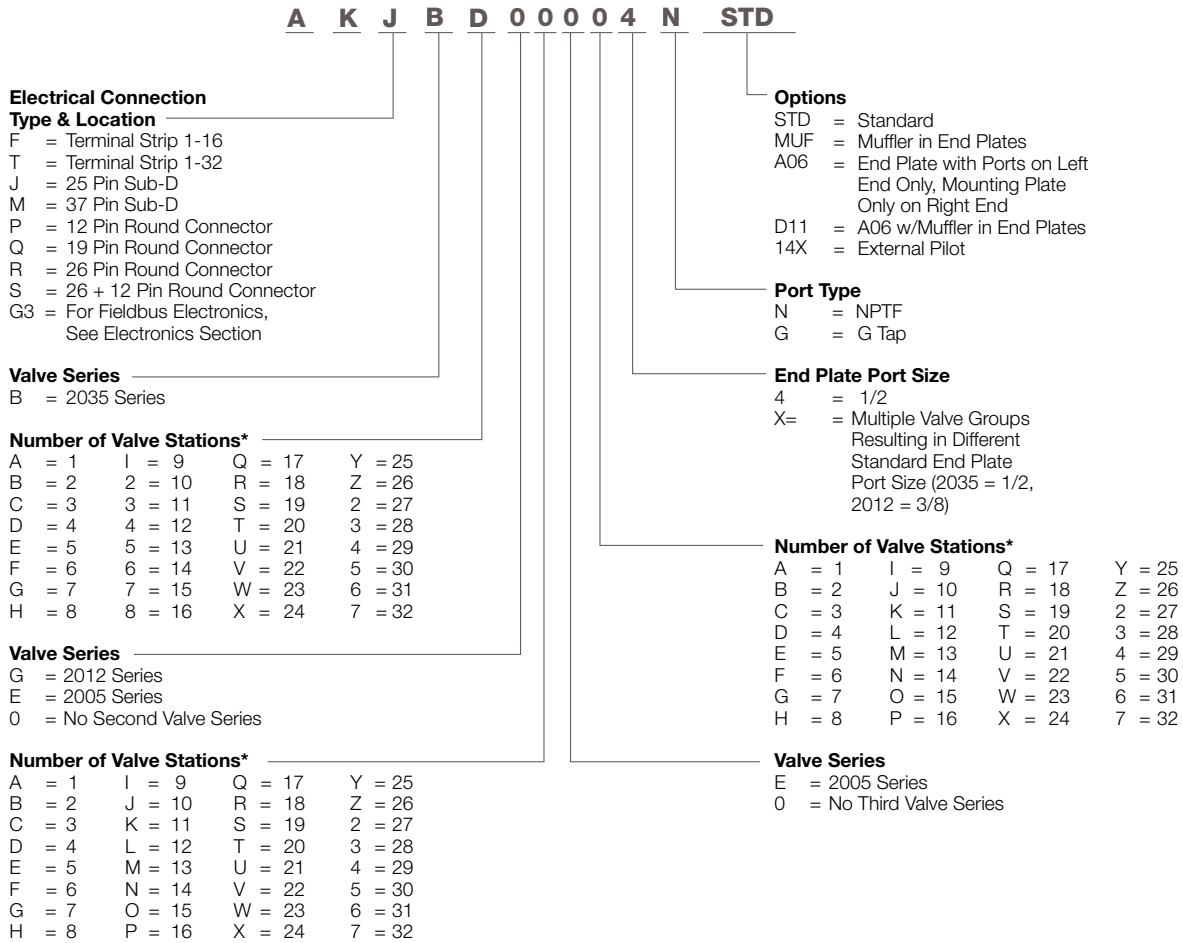 A K J B D 0 0 0 0 4 N STD
Electrical Connection
Type & Location
F = Terminal Strip 1-16
T = Terminal Strip 1-32
J = 25 Pin Sub-D
M = 37 Pin Sub-D
P = 12 Pin Round Connector
Q = 19 Pin Round Connector
R = 26 Pin Round Connector
S = 26 + 12 Pin Round Connector
G3 = For Fieldbus Electronics,
See Electronics Section
Valve Series
B = 2035 Series
Number of Valve Stations*
A = 1 I = 9 Q = 17 Y = 25
B = 2 2 = 10 R = 18 Z = 26
C = 3 3 = 11 S = 19 2 = 27
D = 4 4 = 12 T = 20 3 = 28
E = 5 5 = 13 U = 21 4 = 29
F = 6 6 = 14 V = 22 5 = 30
G = 7 7 = 15 W = 23 6 = 31
H = 8 8 = 16 X = 24 7 = 32
Valve Series
G = 2012 Series
E = 2005 Series
0 = No Second Valve Series
Number of Valve Stations*
A = 1 I = 9 Q = 17 Y = 25
B = 2 J = 10 R = 18 Z = 26
C = 3 K = 11 S = 19 2 = 27
D = 4 L = 12 T = 20 3 = 28
E = 5 M = 13 U = 21 4 = 29
F = 6 N = 14 V = 22 5 = 30
G = 7 O = 15 W = 23 6 = 31
H = 8 P = 16 X = 24 7 = 32
Options
STD = Standard
MUF = Muffler in End Plates
A06 = End Plate with Ports on Left
End Only, Mounting Plate
Only on Right End
D11 = A06 w/Muffler in End Plates
14X = External Pilot
Port Type
N = NPTF
G = G Tap
End Plate Port Size
4 = 1/2
X= = Multiple Valve Groups
Resulting in Different
Standard End Plate
Port Size (2035 = 1/2,
2012 = 3/8)
Number of Valve Stations*
A = 1 I = 9 Q = 17 Y = 25
B = 2 J = 10 R = 18 Z = 26
C = 3 K = 11 S = 19 2 = 27
D = 4 L = 12 T = 20 3 = 28
E = 5 M = 13 U = 21 4 = 29
F = 6 N = 14 V = 22 5 = 30
G = 7 O = 15 W = 23 6 = 31
H = 8 P = 16 X = 24 7 = 32
Valve Series
E = 2005 Series
0 = No Third Valve Series